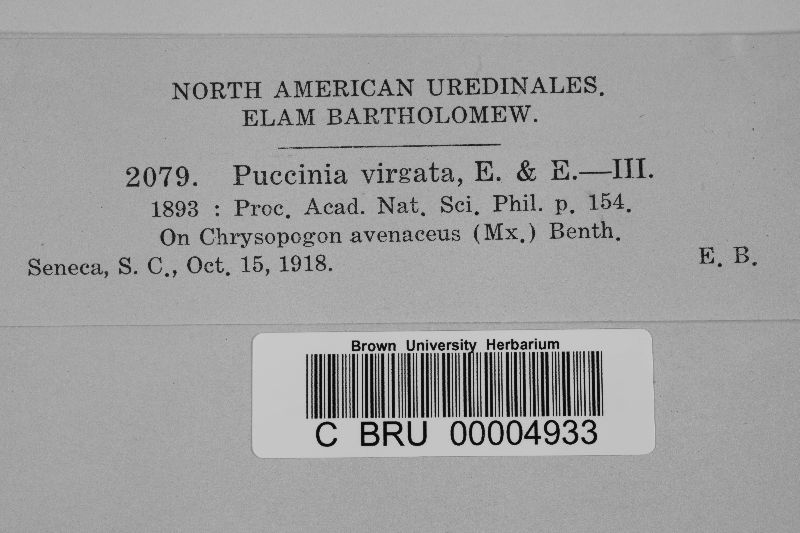 NORTH AMERICAN UREDINALES.
ELAM BARTHOLOMEW.
2079. Puccinia virgata, E. & E.—III.
1893 : Proc. Acad. Nat. Sci. Phil. p. 154.
On Chrysopogon avenaceus (Mx.) Benth.
Seneca, S. C., Oct. 15, 1918. E. B.
Brown University Herbarium
C BRU 00004933